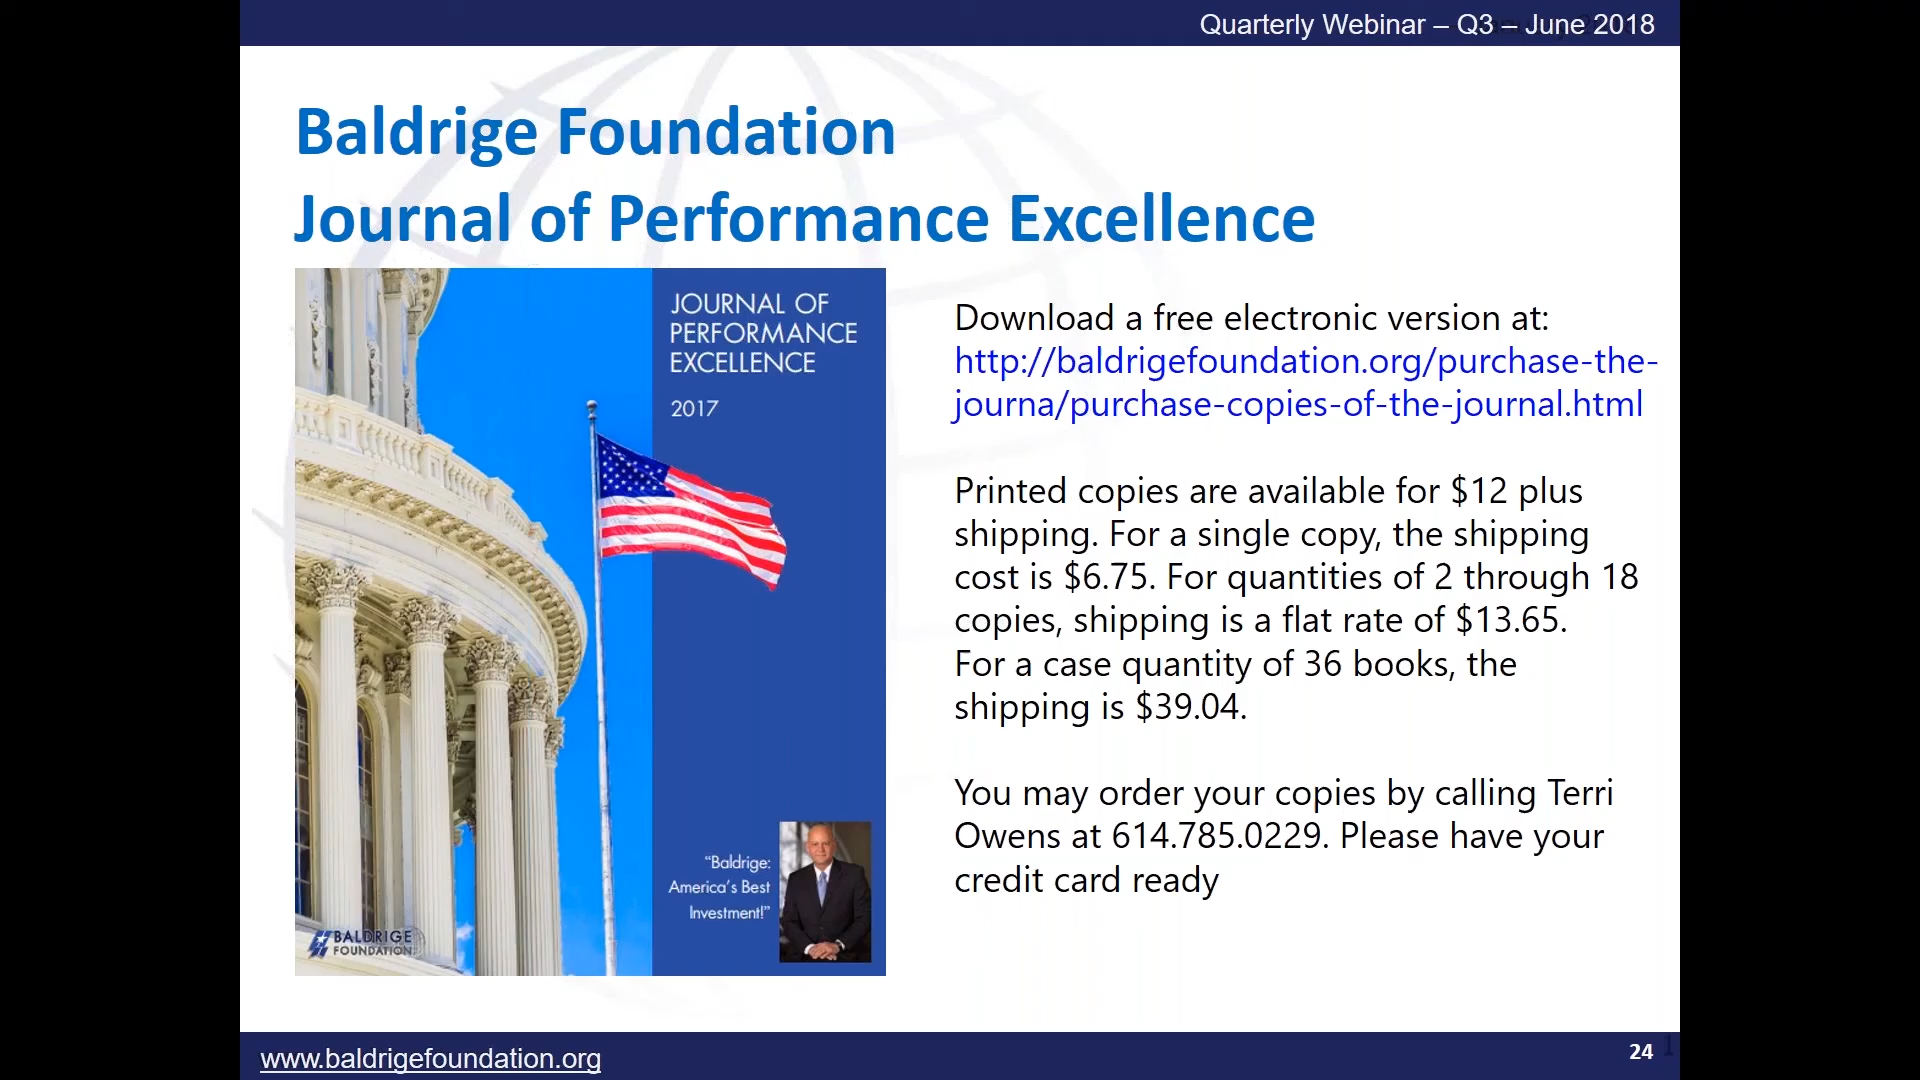 Quarterly Webinar – Q3 – June 2018
Baldrige Foundation
Journal of Performance Excellence
JOURNAL OF
PERFORMANCE
EXCELLENCE
2017
“Baldrige:
America’s Best
Investment!”
BALDRIGE
FOUNDATION
Download a free electronic version at:
http://baldrigefoundation.org/purchase-the-
journa/purchase-copies-of-the-journal.html
Printed copies are available for $12 plus
shipping. For a single copy, the shipping
cost is $6.75. For quantities of 2 through 18
copies, shipping is a flat rate of $13.65.
For a case quantity of 36 books, the
shipping is $39.04.
You may order your copies by calling Terri
Owens at 614.785.0229. Please have your
credit card ready
www.baldrigefoundation.org
24
1